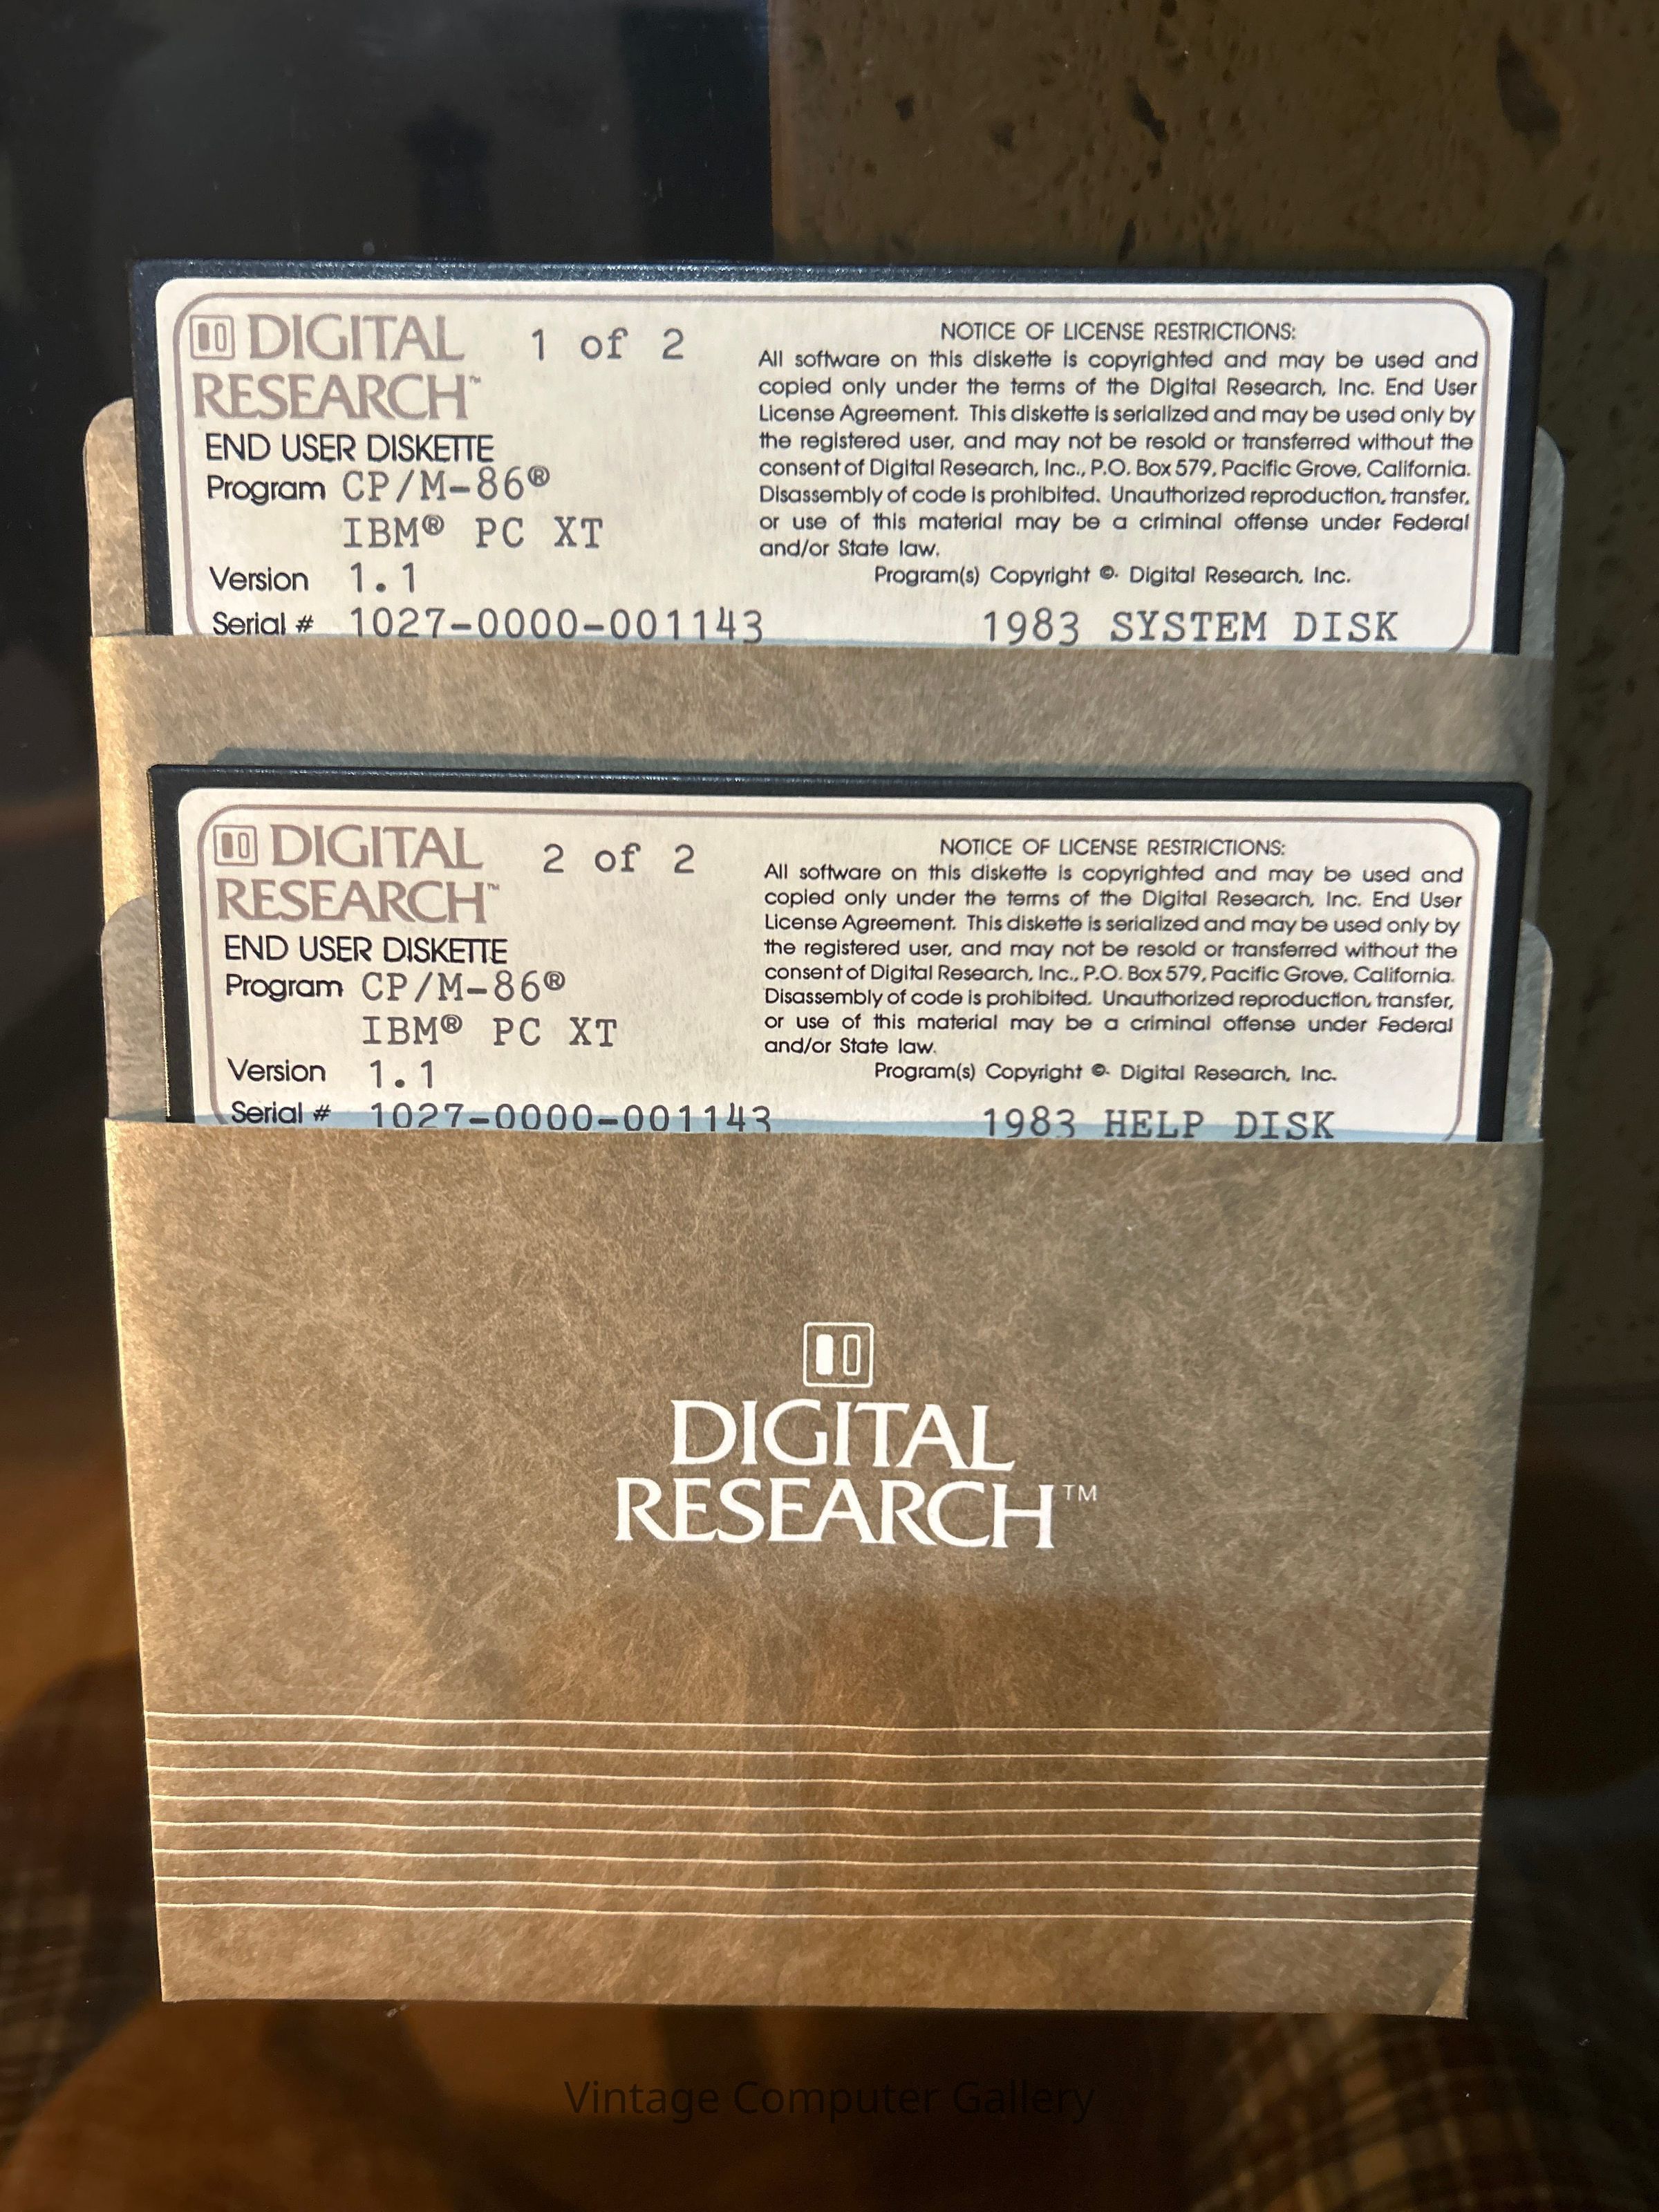 DIGITAL 1 of 2
RESEARCH™
END USER DISKETTE
Program CP/M-86®
IBM® PC XT
Version 1.1
Serial # 1027-0000-001143
NOTICE OF LICENSE RESTRICTIONS:
All software on this diskette is copyrighted and may be used and
copied only under the terms of the Digital Research, Inc. End User
License Agreement. This diskette is serialized and may be used only by
the registered user, and may not be resold or transferred without the
consent of Digital Research, Inc., P.O. Box 579, Pacific Grove, California.
Disassembly of code is prohibited. Unauthorized reproduction, transfer,
or use of this material may be a criminal offense under Federal
and/or State law.
Program(s) Copyright © Digital Research, Inc.
1983 SYSTEM DISK
DIGITAL 2 of 2
RESEARCH™
END USER DISKETTE
Program CP/M-86®
IBM® PC XT
Version 1.1
Serial # 1027-0000-001143
NOTICE OF LICENSE RESTRICTIONS:
All software on this diskette is copyrighted and may be used and
copied only under the terms of the Digital Research, Inc. End User
License Agreement. This diskette is serialized and may be used only by
the registered user, and may not be resold or transferred without the
consent of Digital Research, Inc., P.O. Box 579, Pacific Grove, California.
Disassembly of code is prohibited. Unauthorized reproduction, transfer,
or use of this material may be a criminal offense under Federal
and/or State law.
Program(s) Copyright © Digital Research, Inc.
1983 HELP DISK
DIGITAL
RESEARCH™
Vintage Computer Gallery